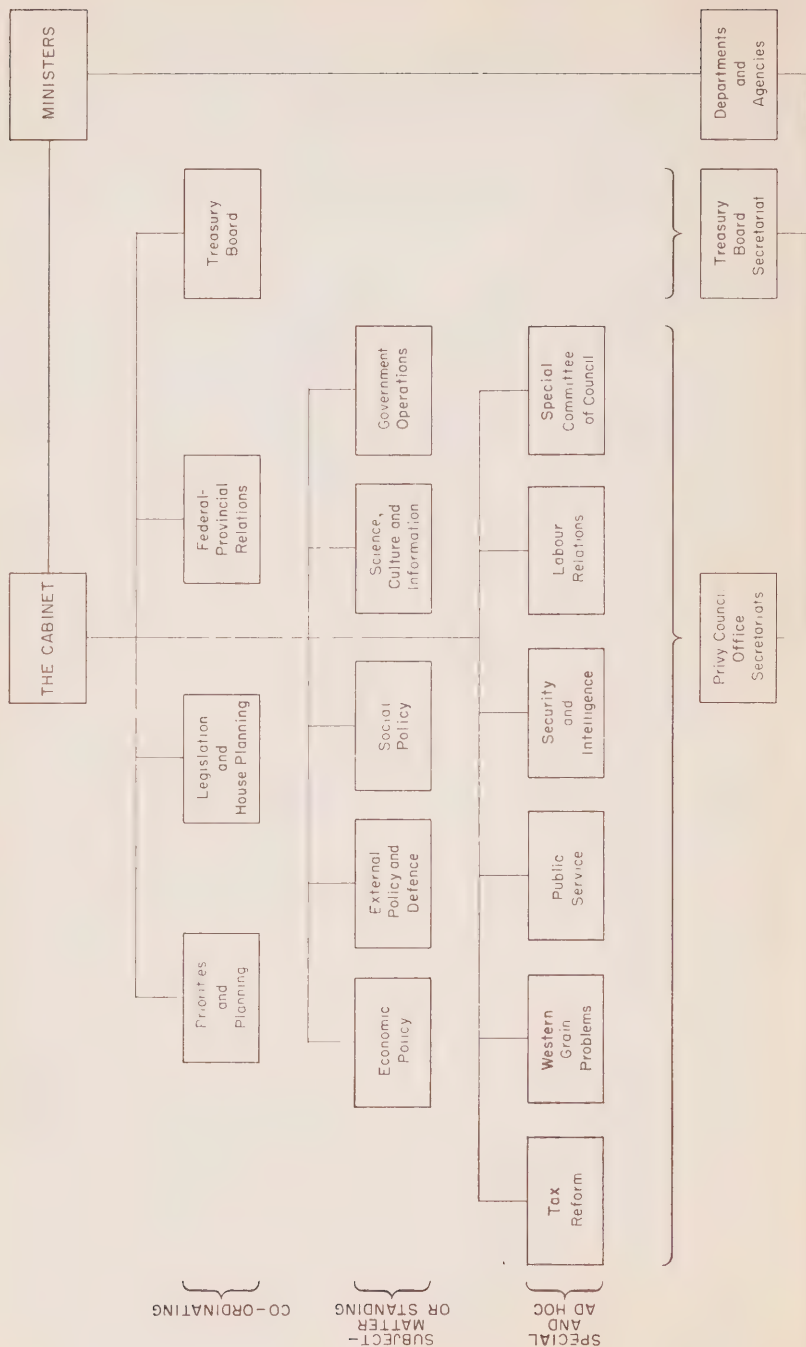 THE CABINET
MINISTERS
CO-ORDINATING
Priorities
and
Planning
Legislation
and
House Planning
Federal-
Provincial
Relations
Treasury
Board
SUBJECT-
MATTER
OR STANDING
Economic
Policy
External
Policy and
Defence
Social
Policy
Science,
Culture and
Information
Government
Operations
SPECIAL
AND
AD HOC
Tax
Reform
Western
Grain
Problems
Public
Service
Security
and
Intelligence
Labour
Relations
Special
Committee
of Council
Privy Council
Office
Secretariats
Treasury
Board
Secretariat
Departments
and
Agencies